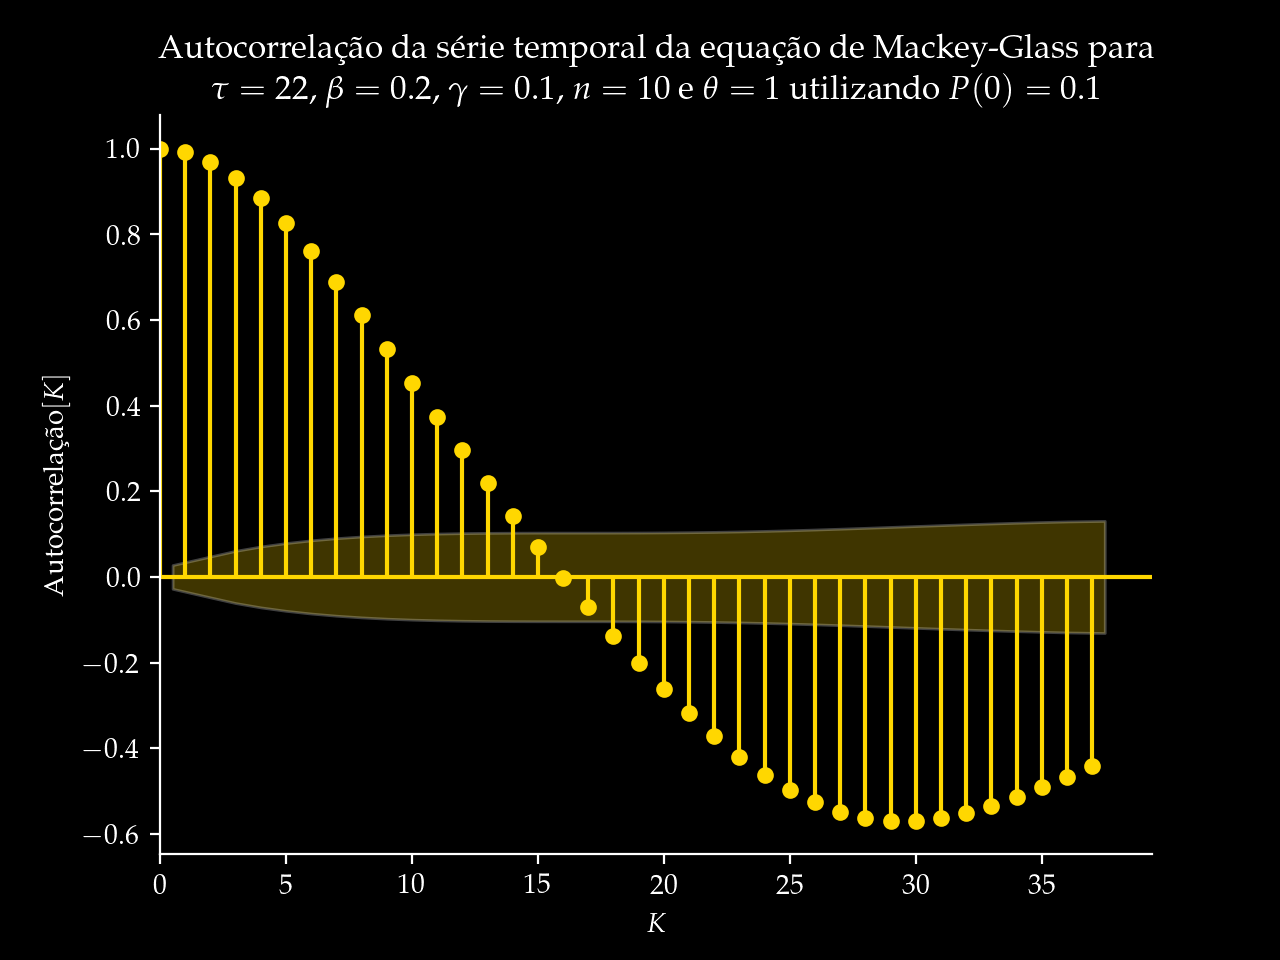 Autocorrelação da série temporal da equação de Mackey-Glass para
τ = 22, β = 0.2, γ = 0.1, n = 10 e θ = 1 utilizando P(0) = 0.1
1.0
0.8
0.6
0.4
0.2
0.0
−0.2
−0.4
−0.6
Autocorrelação[K]
0 5 10 15 20 25 30 35
K